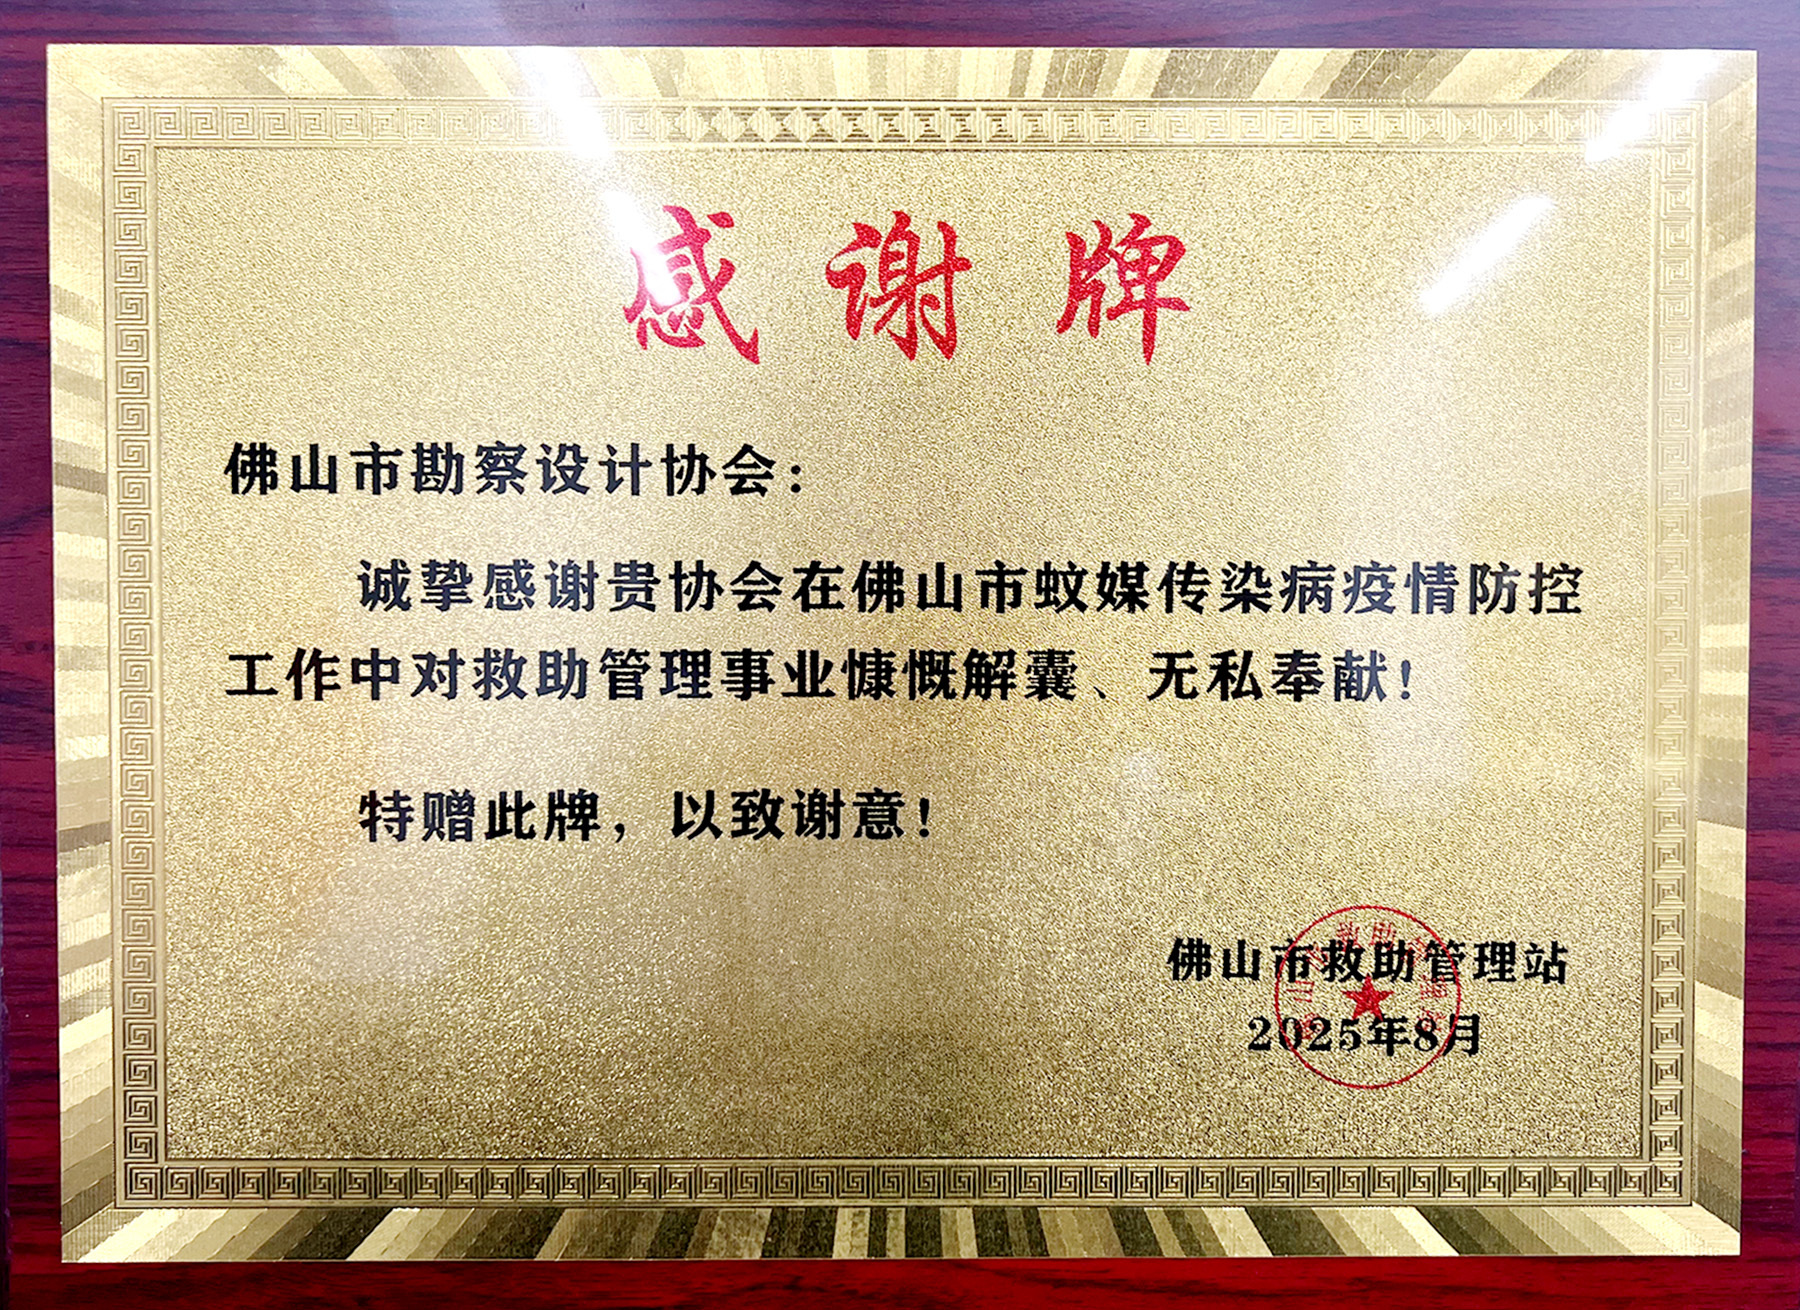 感谢牌
佛山市勘察设计协会：
诚挚感谢贵协会在佛山市蚊媒传染病疫情防控
工作中对救助管理事业慷慨解囊、无私奉献！
特赠此牌，以致谢意！
佛山市救助管理站
2025年8月